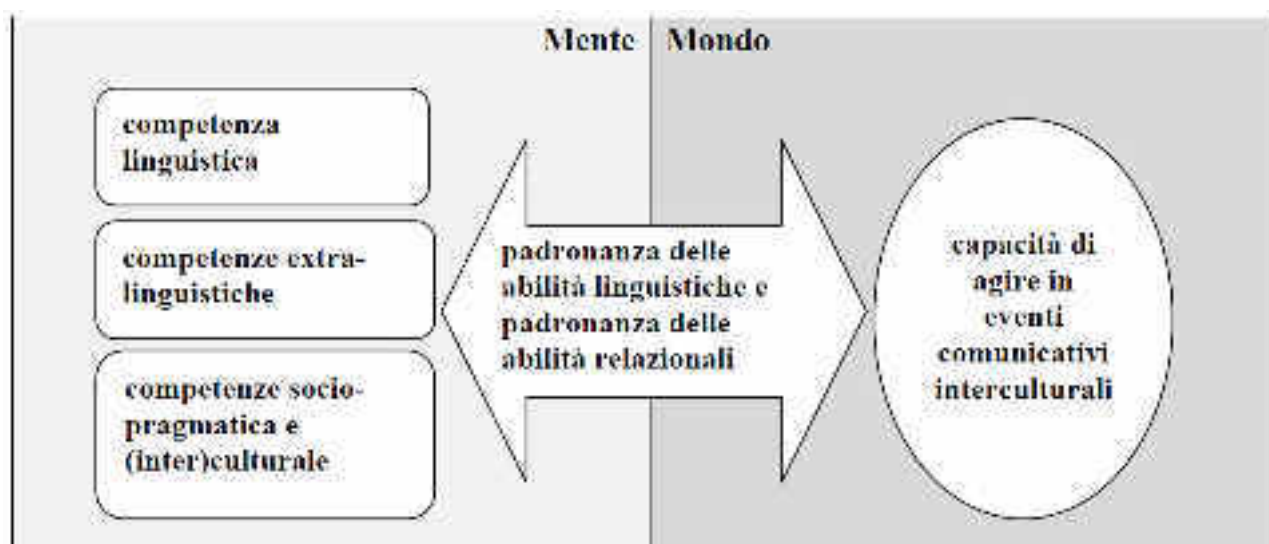 Mente Mondo
competenza
linguistica
competenze extra-
linguistiche
competenze socio-
pragmatica e
(inter)culturale
padronanza delle
abilità linguistiche e
padronanza delle
abilità relazionali
capacità di
agire in
eventi
comunicativi
interculturali